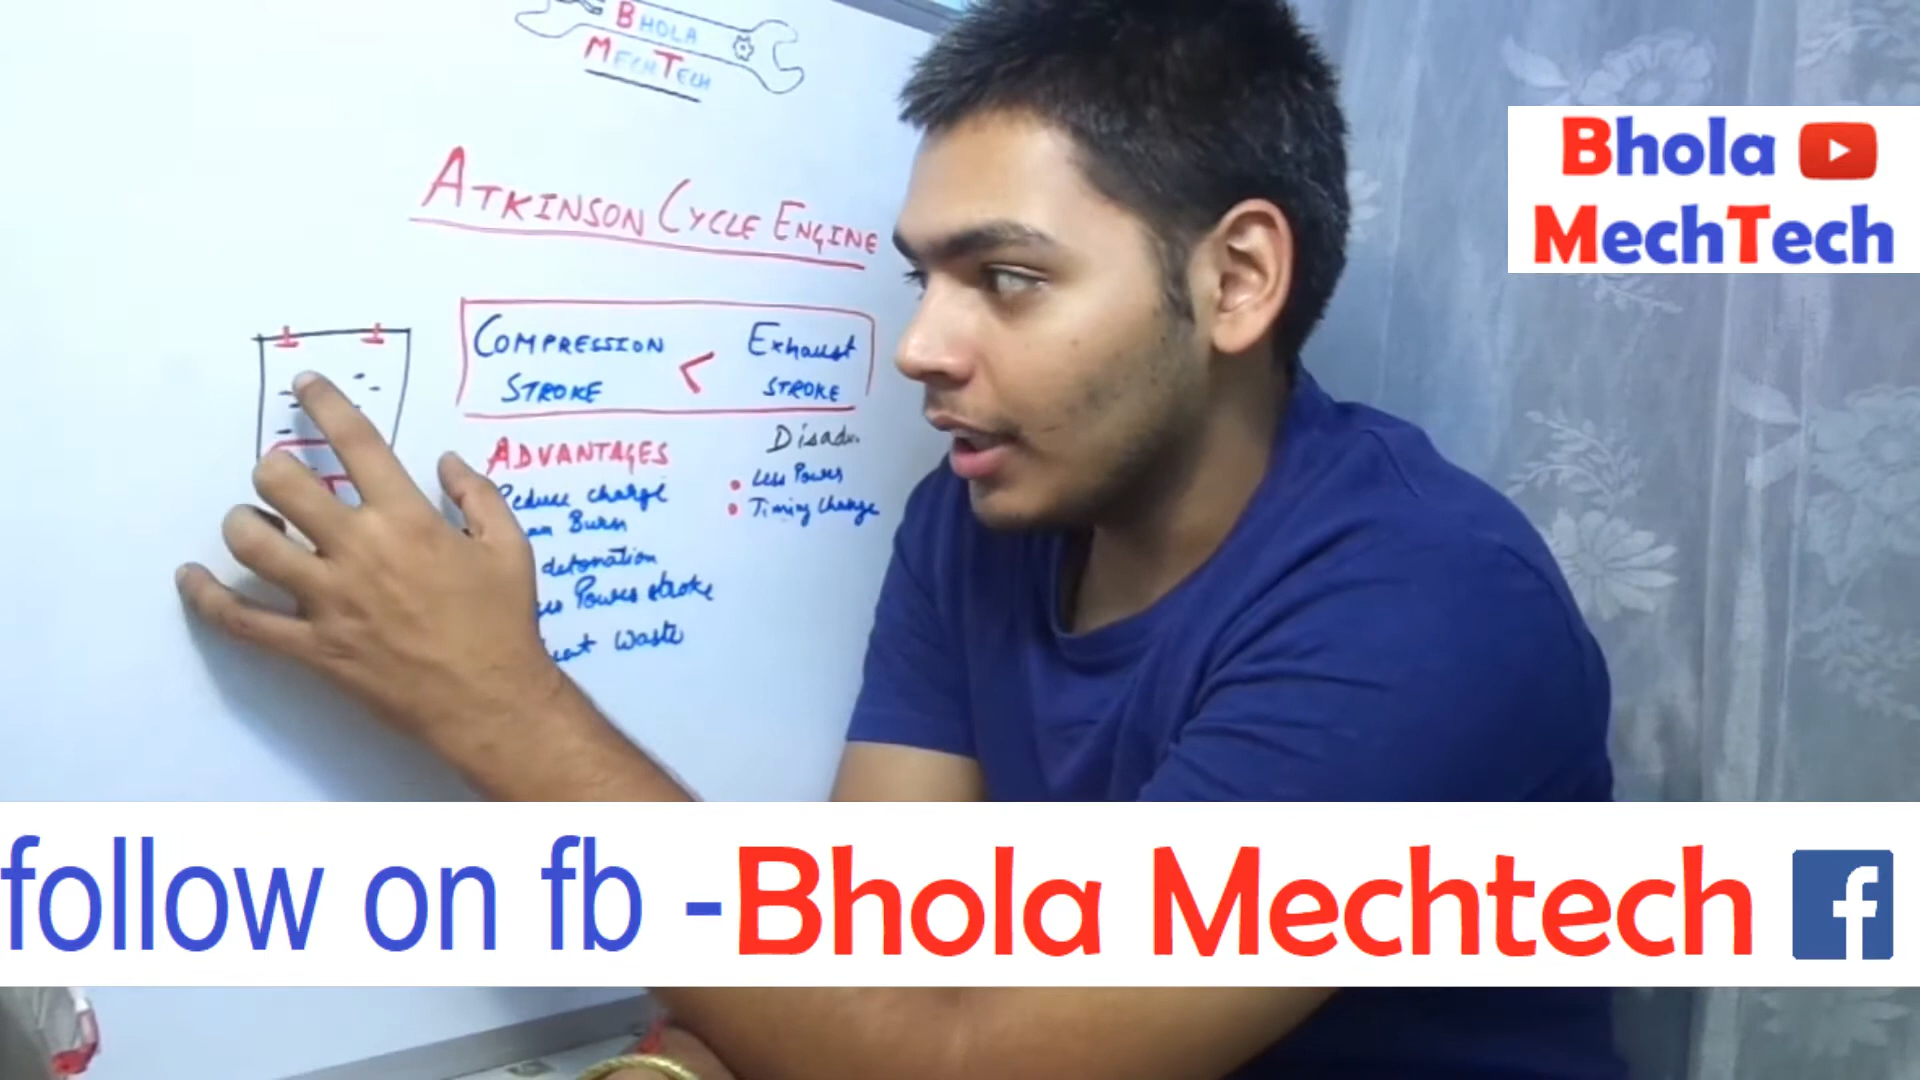 BHOLA
MECHTECH
ATKINSON CYCLE ENGINE
COMPRESSION STROKE < Exhaust STROKE
ADVANTAGES
Reduce charge
Burn
detonation
Power stroke
Waste
Disadv.
Less Power
Timing Change
Bhola
MechTech
follow on fb -Bhola Mechtech f